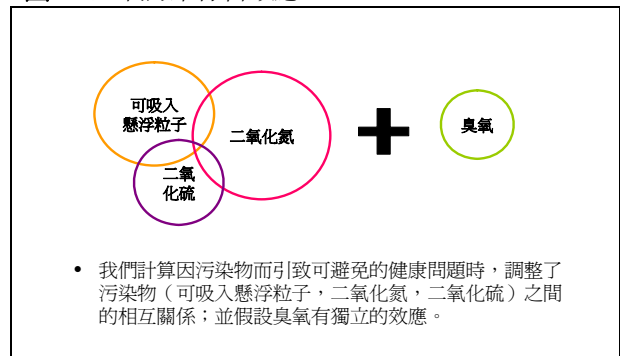 可吸入
懸浮粒子
二氧化氮
臭氧
二氧
化硫
• 我們計算因污染物而引致可避免的健康問題時，調整了
污染物（可吸入懸浮粒子，二氧化氮，二氧化硫）之間
的相互關係；並假設臭氧有獨立的效應。